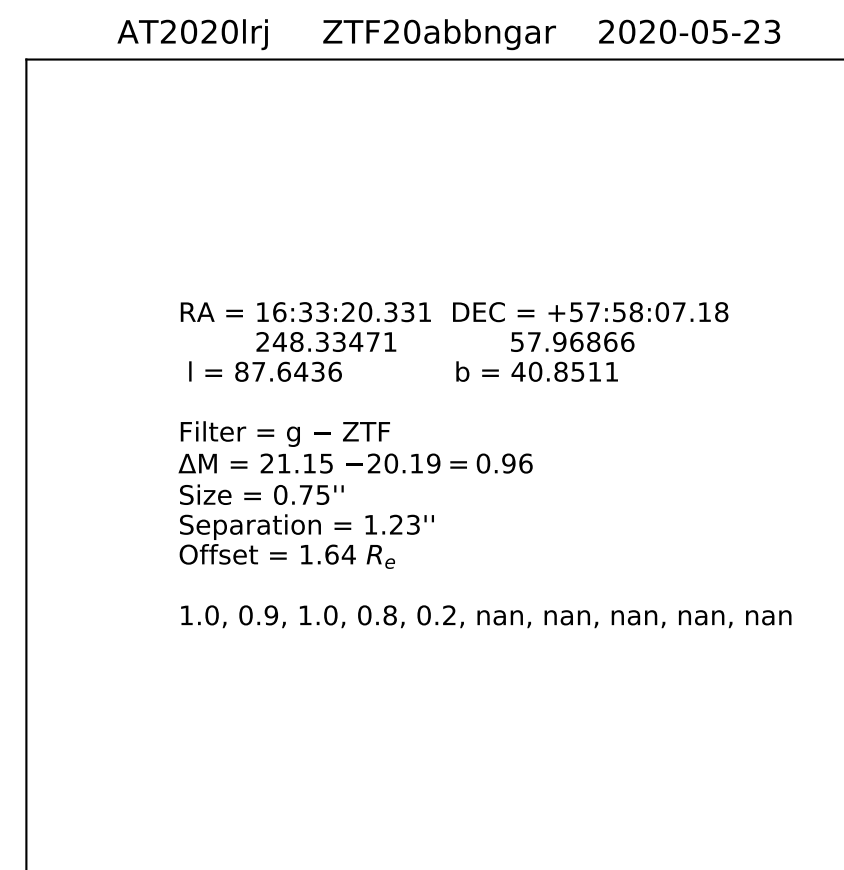 AT2020lrj ZTF20abbngar 2020-05-23
RA = 16:33:20.331 DEC = +57:58:07.18
248.33471 57.96866
l = 87.6436 b = 40.8511
Filter = g − ZTF
ΔM = 21.15 −20.19 = 0.96
Size = 0.75''
Separation = 1.23''
Offset = 1.64 Re
1.0, 0.9, 1.0, 0.8, 0.2, nan, nan, nan, nan, nan